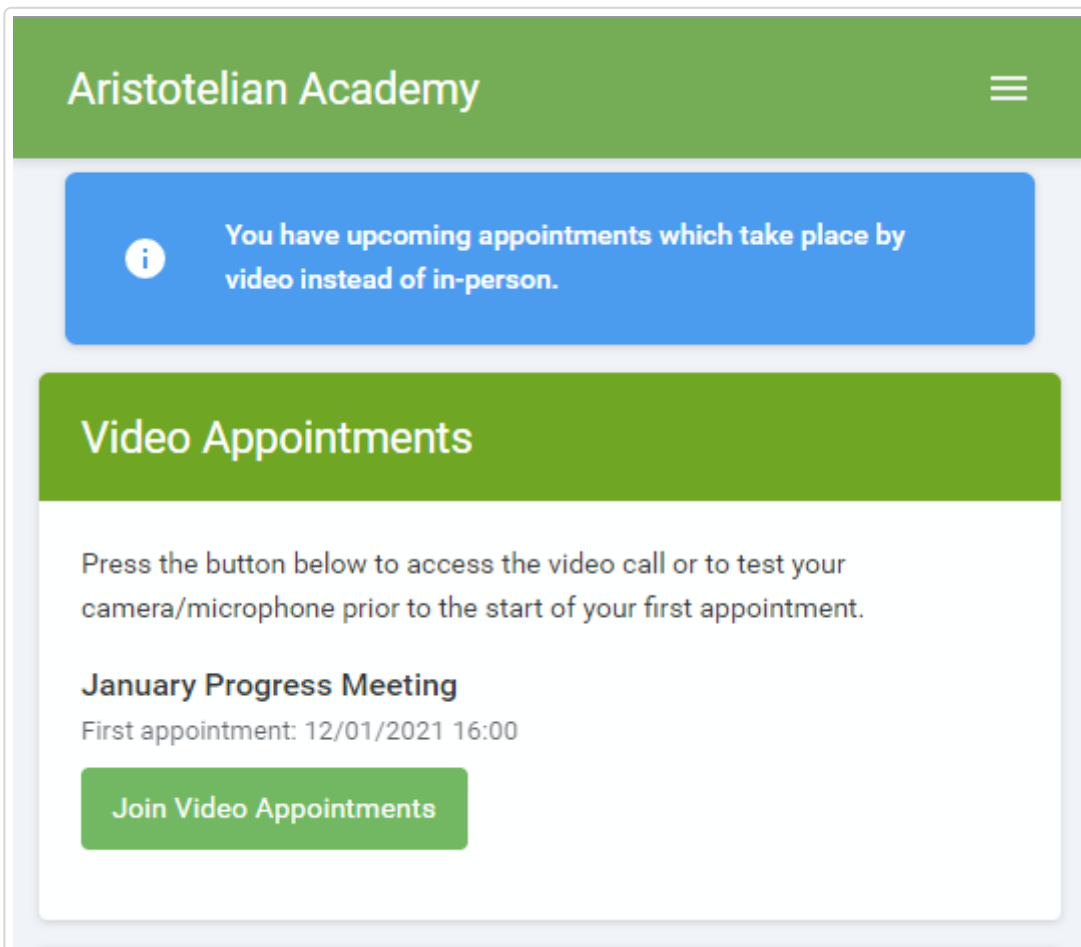 Aristotelian Academy
You have upcoming appointments which take place by
video instead of in-person.
Video Appointments
Press the button below to access the video call or to test your
camera/microphone prior to the start of your first appointment.
January Progress Meeting
First appointment: 12/01/2021 16:00
Join Video Appointments